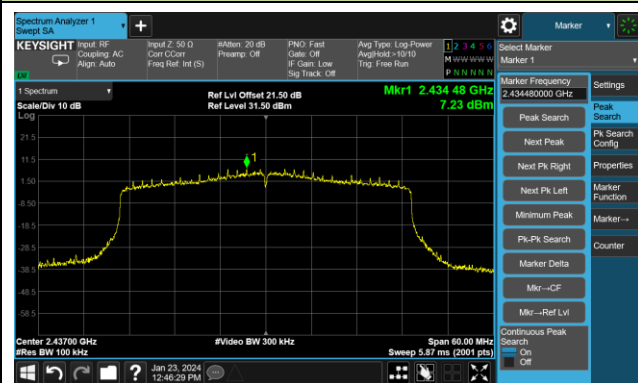 Spectrum Analyzer 1
Swept SA
+
Marker
KEYSIGHT
Input: RF
Coupling: AC
Align: Auto
Input Z: 50 Ω
Corr CCorr
Freq Ref: Int (S)
#Atten: 20 dB
Preamp: Off
PNO: Fast
Gate: Off
IF Gain: Low
Sig Track: Off
Avg Type: Log-Power
Avg|Hold:>10/10
Trig: Free Run
1 2 3 4 5 6
M W W W W W
P N N N N N
Select Marker
Marker 1
1 Spectrum
Scale/Div 10 dB
Log
Ref Lvl Offset 21.50 dB
Ref Level 31.50 dBm
Mkr1 2.434 48 GHz
7.23 dBm
21.5
11.5
1.50
-8.50
-18.5
-28.5
-38.5
-48.5
-58.5
1
Center 2.43700 GHz
#Res BW 100 kHz
#Video BW 300 kHz
Span 60.00 MHz
Sweep 5.87 ms (2001 pts)
Marker Frequency
2.434480000 GHz
Peak Search
Next Peak
Next Pk Right
Next Pk Left
Minimum Peak
Pk-Pk Search
Marker Delta
Mkr→CF
Mkr→Ref Lvl
Continuous Peak
Search
On
Off
Settings
Peak
Search
Pk Search
Config
Properties
Marker
Function
Marker→
Counter
?
Jan 23, 2024
12:46:29 PM